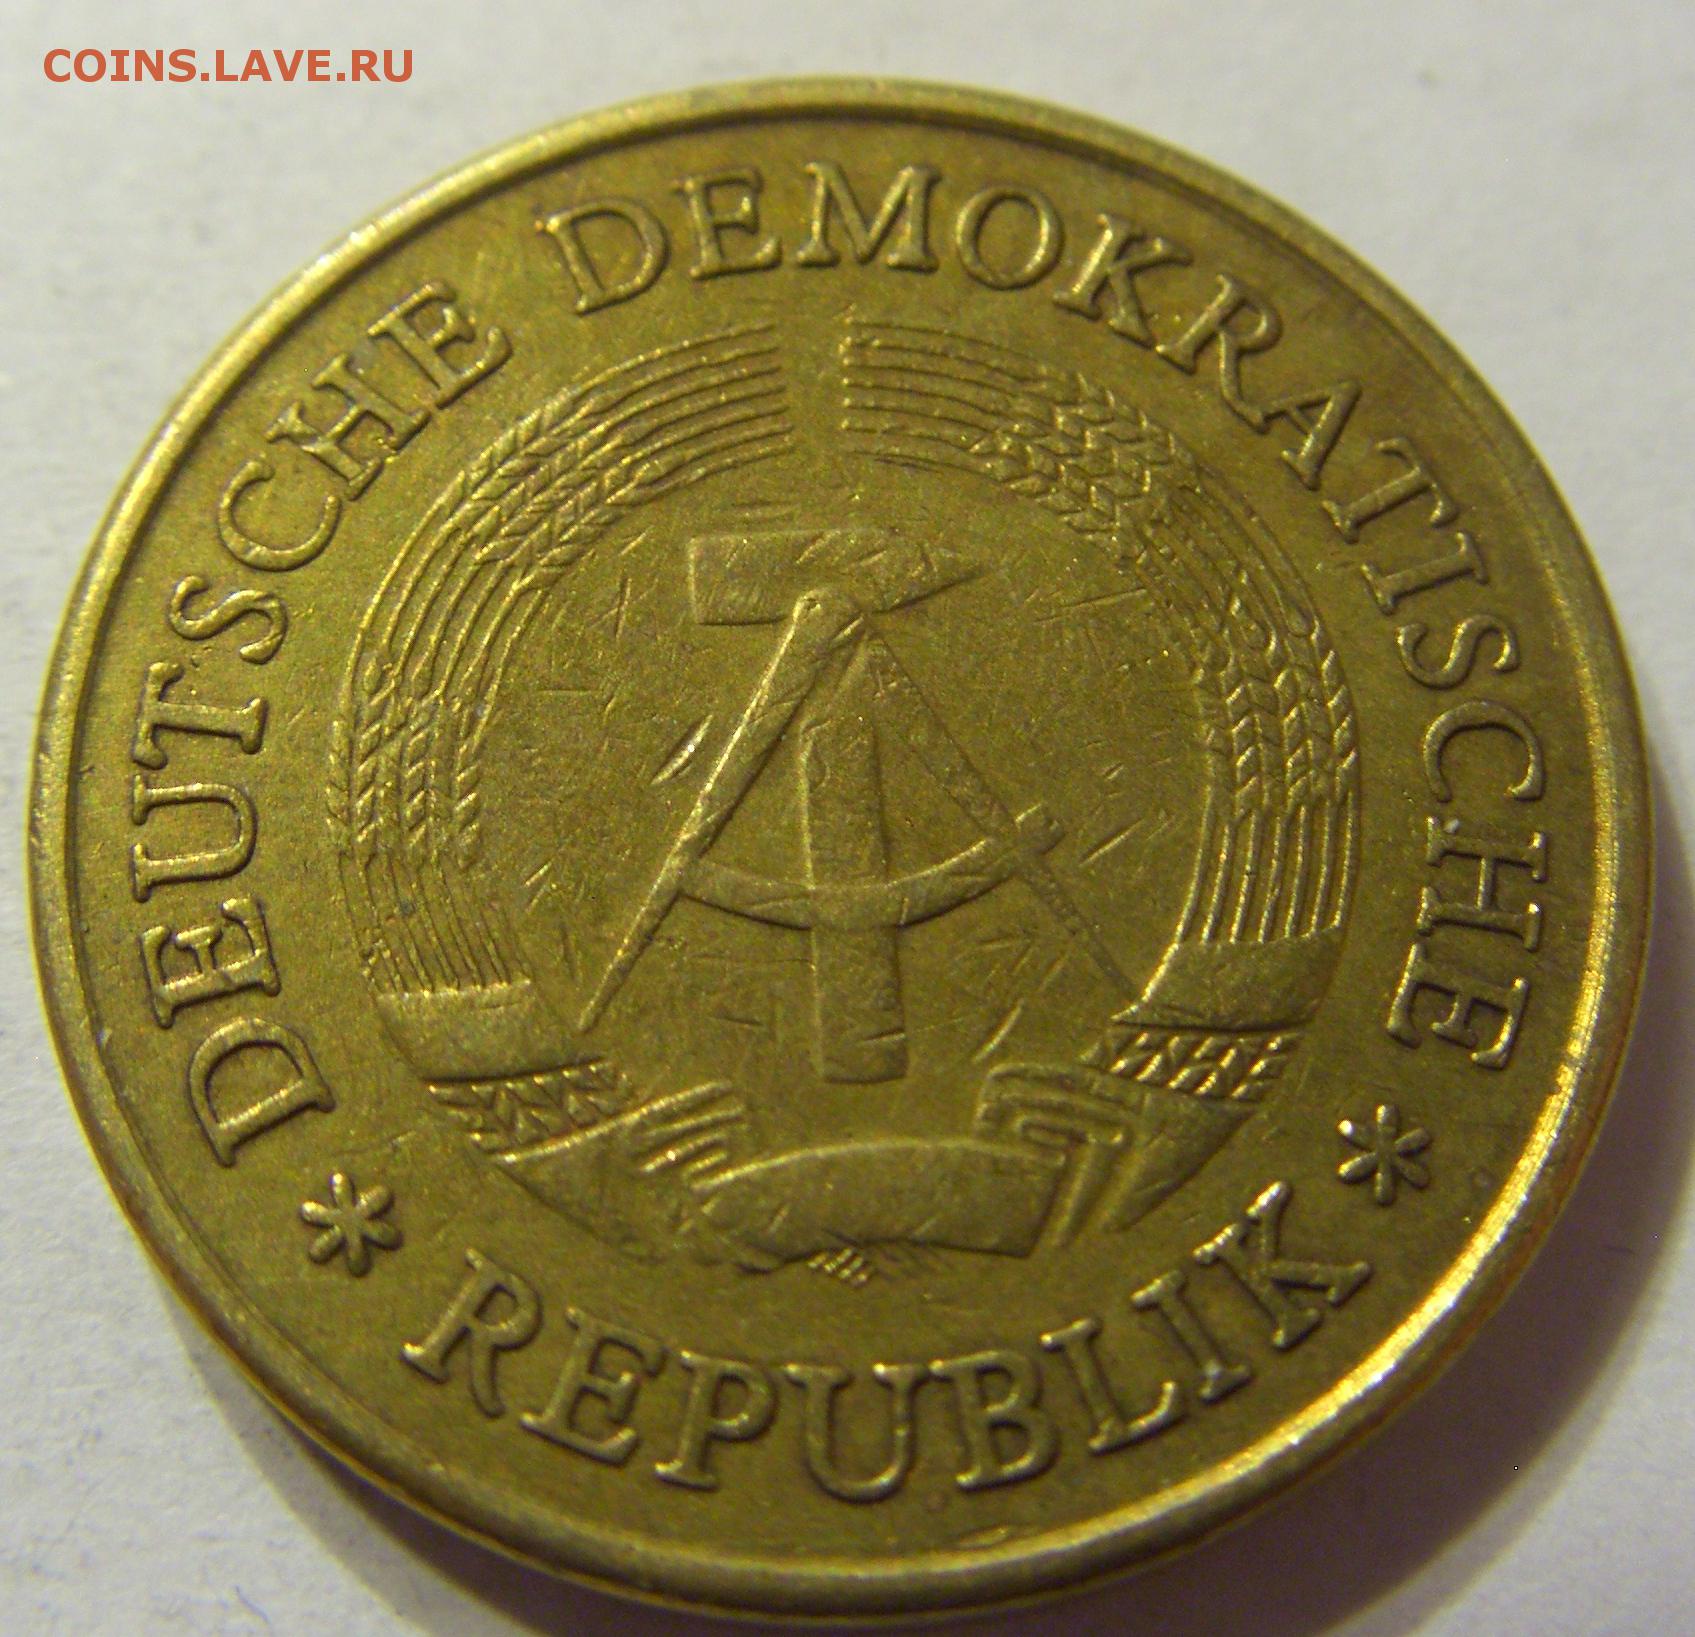 COINS.LAVE.RU
DEUTSCHE DEMOKRATISCHE
* REPUBLIK *